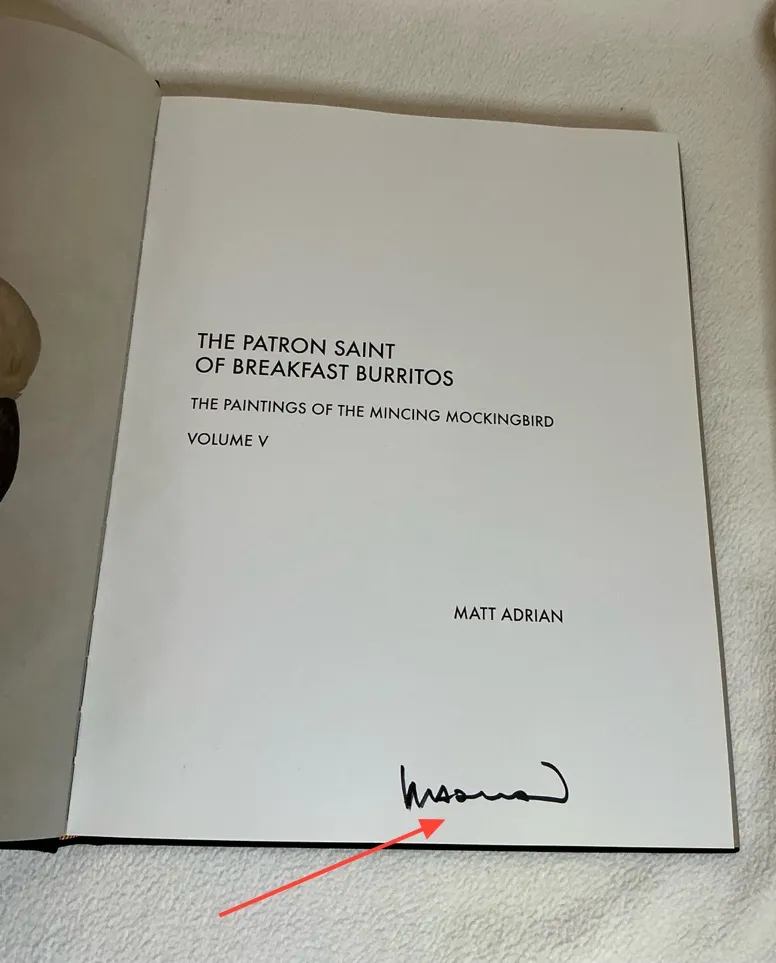 THE PATRON SAINT
OF BREAKFAST BURRITOS
THE PAINTINGS OF THE MINCING MOCKINGBIRD
VOLUME V
MATT ADRIAN